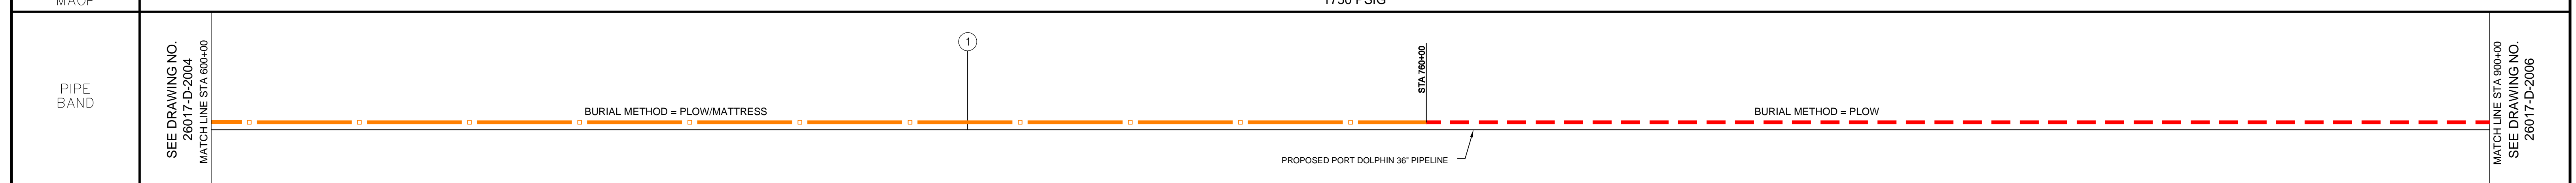 MAOP
1750 PSIG
PIPE
BAND
SEE DRAWING NO.
26017-D-2004
MATCH LINE STA 600+00
BURIAL METHOD = PLOW/MATTRESS
1
STA 760+00
BURIAL METHOD = PLOW
PROPOSED PORT DOLPHIN 36" PIPELINE
MATCH LINE STA 900+00
SEE DRAWING NO.
26017-D-2006